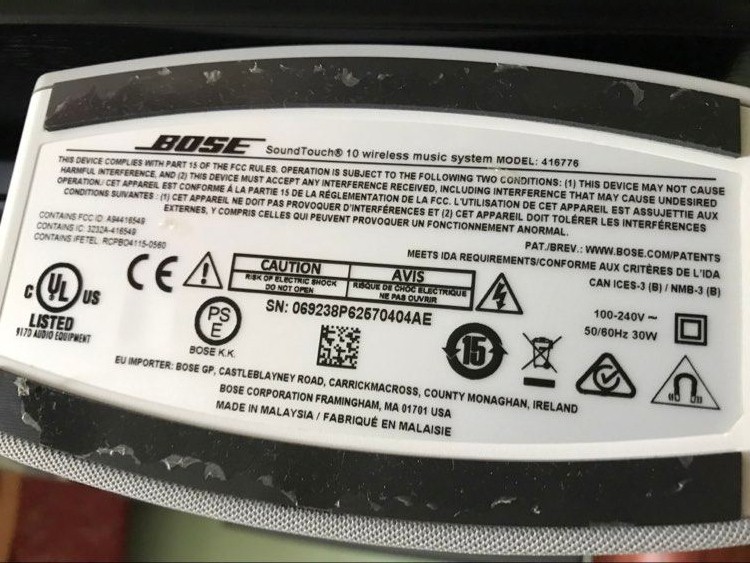 BOSE SoundTouch® 10 wireless music system MODEL: 416776
THIS DEVICE COMPLIES WITH PART 15 OF THE FCC RULES. OPERATION IS SUBJECT TO THE FOLLOWING TWO CONDITIONS: (1) THIS DEVICE MAY NOT CAUSE
HARMFUL INTERFERENCE, AND (2) THIS DEVICE MUST ACCEPT ANY INTERFERENCE RECEIVED, INCLUDING INTERFERENCE THAT MAY CAUSE UNDESIRED
OPERATION./ CET APPAREIL EST CONFORME À LA PARTIE 15 DE LA RÉGLEMENTATION DE LA FCC. L'UTILISATION DE CET APPAREIL EST ASSUJETTIE AUX
CONDITIONS SUIVANTES : (1) CET APPAREIL NE DOIT PAS PROVOQUER D'INTERFÉRENCES ET (2) CET APPAREIL DOIT TOLÉRER LES INTERFÉRENCES
EXTERNES, Y COMPRIS CELLES QUI PEUVENT PROVOQUER UN FONCTIONNEMENT ANORMAL.
CONTAINS FCC ID: A94416549
CONTAINS IC: 3232A-416549
CONTAINS IFETEL: RCPBO4115-0560
PAT./BREV.: WWW.BOSE.COM/PATENTS
MEETS IDA REQUIREMENTS/CONFORME AUX CRITÈRES DE L'IDA
CAN ICES-3 (B) / NMB-3 (B)
C UL US
LISTED
917D AUDIO EQUIPMENT
CE
CAUTION
RISK OF ELECTRIC SHOCK
DO NOT OPEN
AVIS
RISQUE DE CHOC ELECTRIQUE
NE PAS OUVRIR
SN: 069238P62570404AE
PS
E
BOSE K.K.
15
100-240V ~
50/60Hz 30W
EU IMPORTER: BOSE GP, CASTLEBLAYNEY ROAD, CARRICKMACROSS, COUNTY MONAGHAN, IRELAND
BOSE CORPORATION FRAMINGHAM, MA 01701 USA
MADE IN MALAYSIA / FABRIQUÉ EN MALAISIE